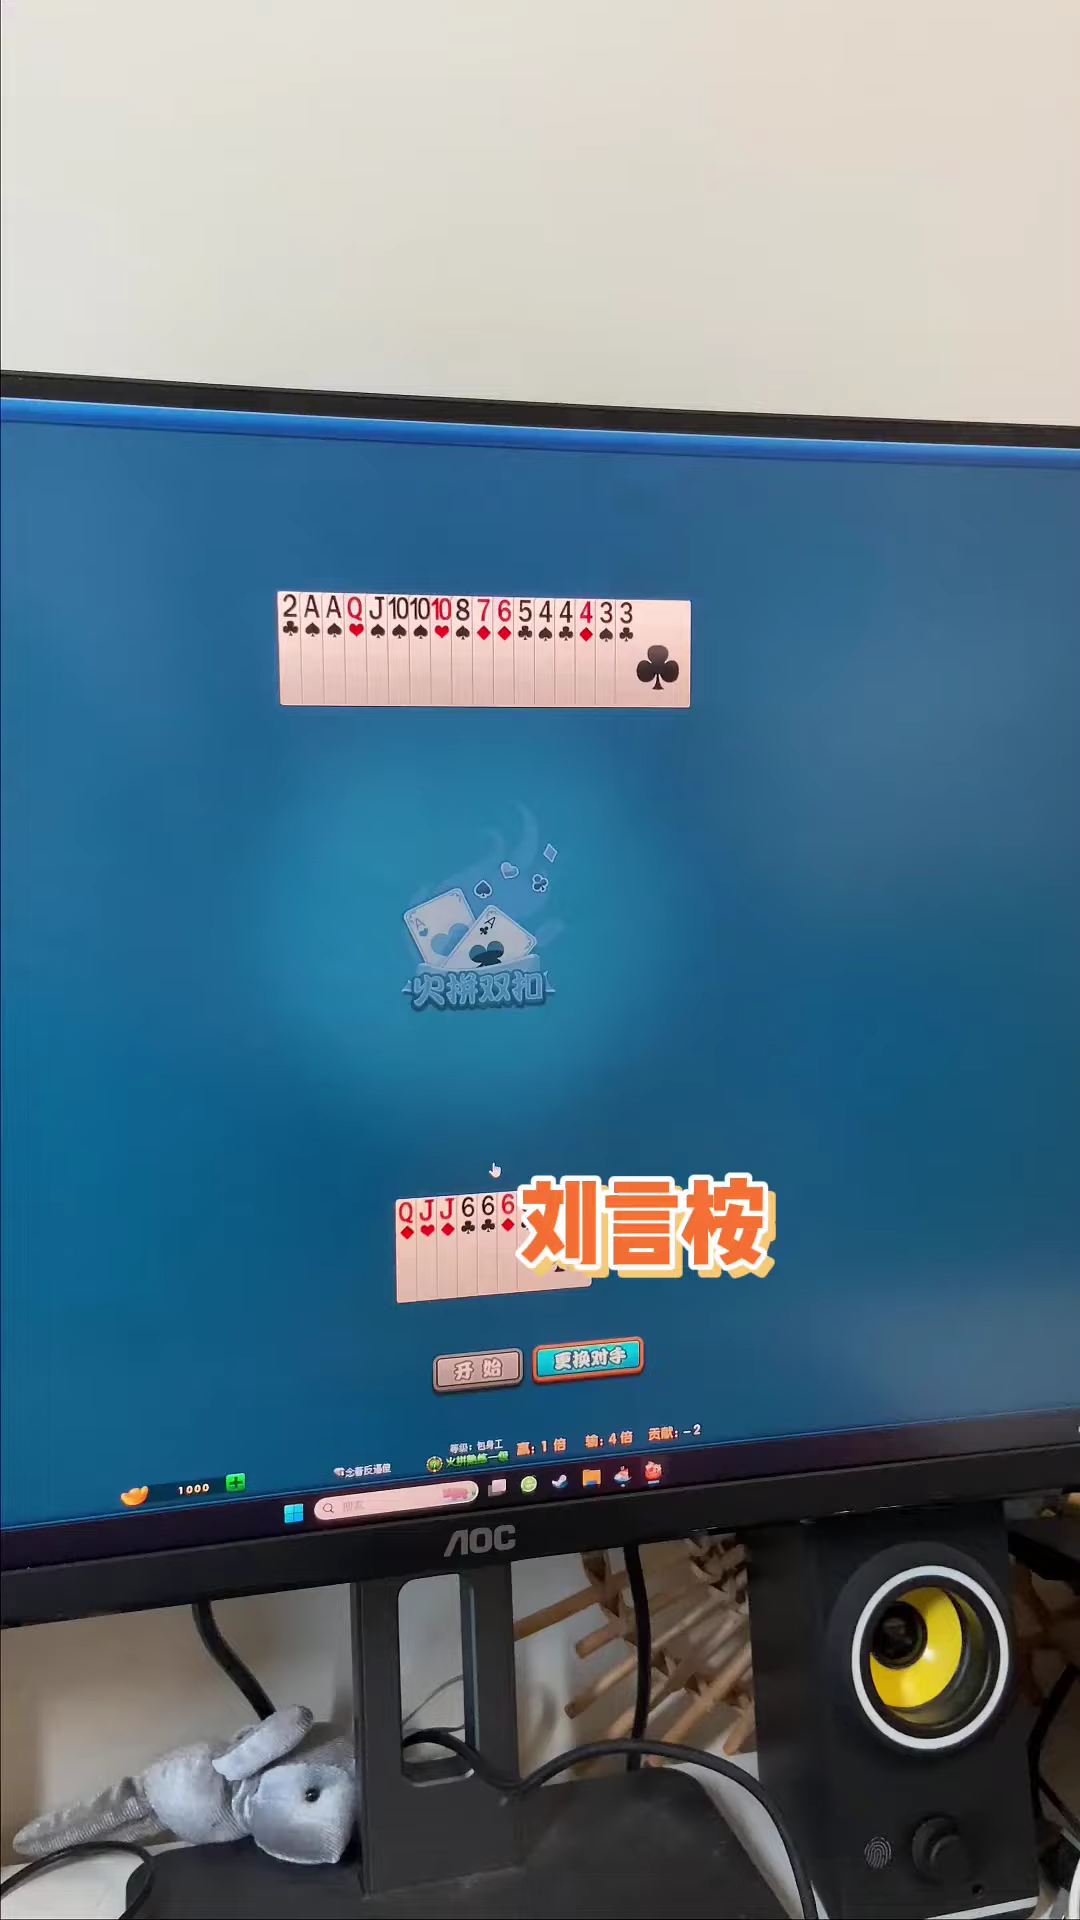 2 A A Q J 10 10 10 8 7 6 5 4 4 4 3 3
火拼双扣
Q J J 6 6 6
刘言桉
开始 更换对手
等级：包身工
赢：1倍 输：4倍 贡献：-2
1000
搜索
AOC